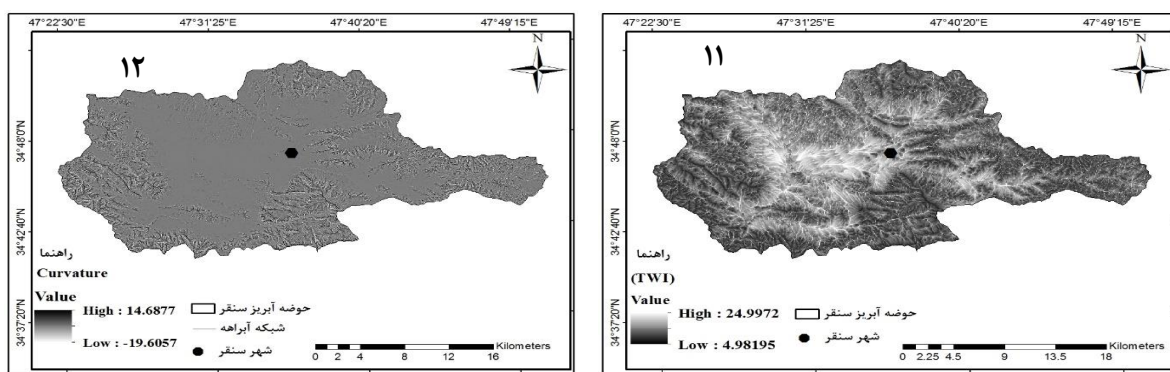 47°22'30"E 47°31'25"E 47°40'20"E 47°49'15"E
۱۲
N
34°48'0"N
34°42'40"N
34°37'20"N
راهنما
Curvature
Value
High : 14.6877
Low : -19.6057
حوضه آبریز سنقر
شبکه آبراهه
شهر سنقر
Kilometers
0 2 4 8 12 16
47°22'30"E 47°31'25"E 47°40'20"E 47°49'15"E
۱۱
N
34°48'0"N
34°42'40"N
34°37'20"N
راهنما
(TWI)
Value
High : 24.9972
Low : 4.98195
حوضه آبریز سنقر
شهر سنقر
Kilometers
0 2.25 4.5 9 13.5 18